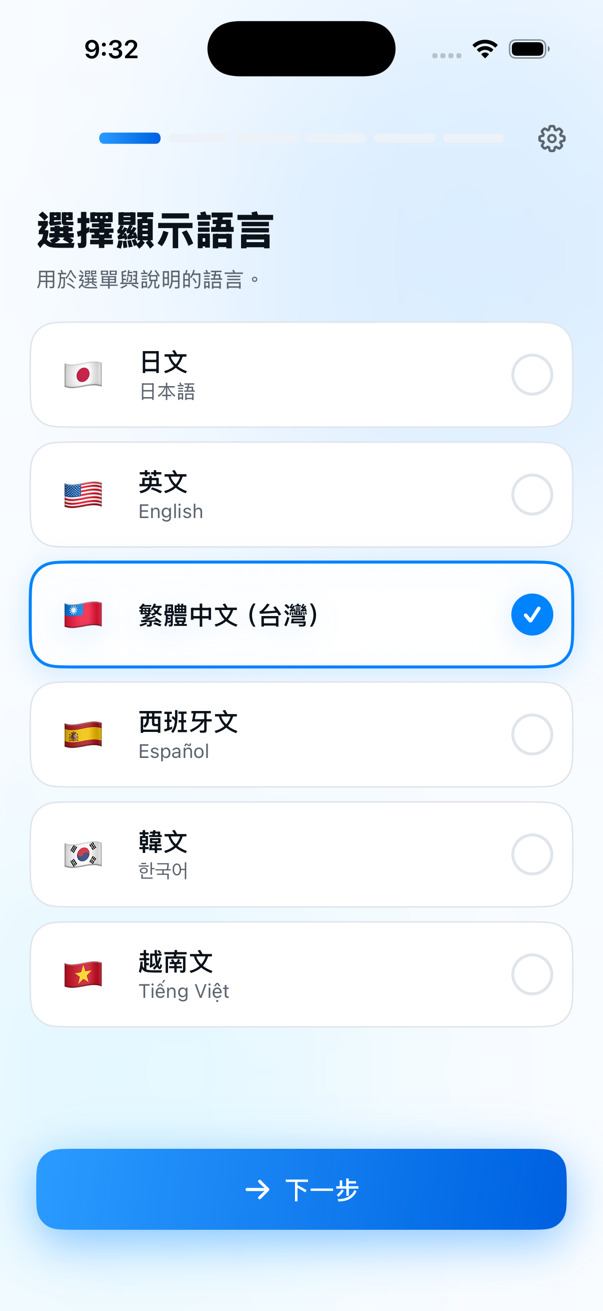 9:32
選擇顯示語言
用於選單與說明的語言。
日文
日本語
英文
English
繁體中文（台灣）
西班牙文
Español
韓文
한국어
越南文
Tiếng Việt
下一步